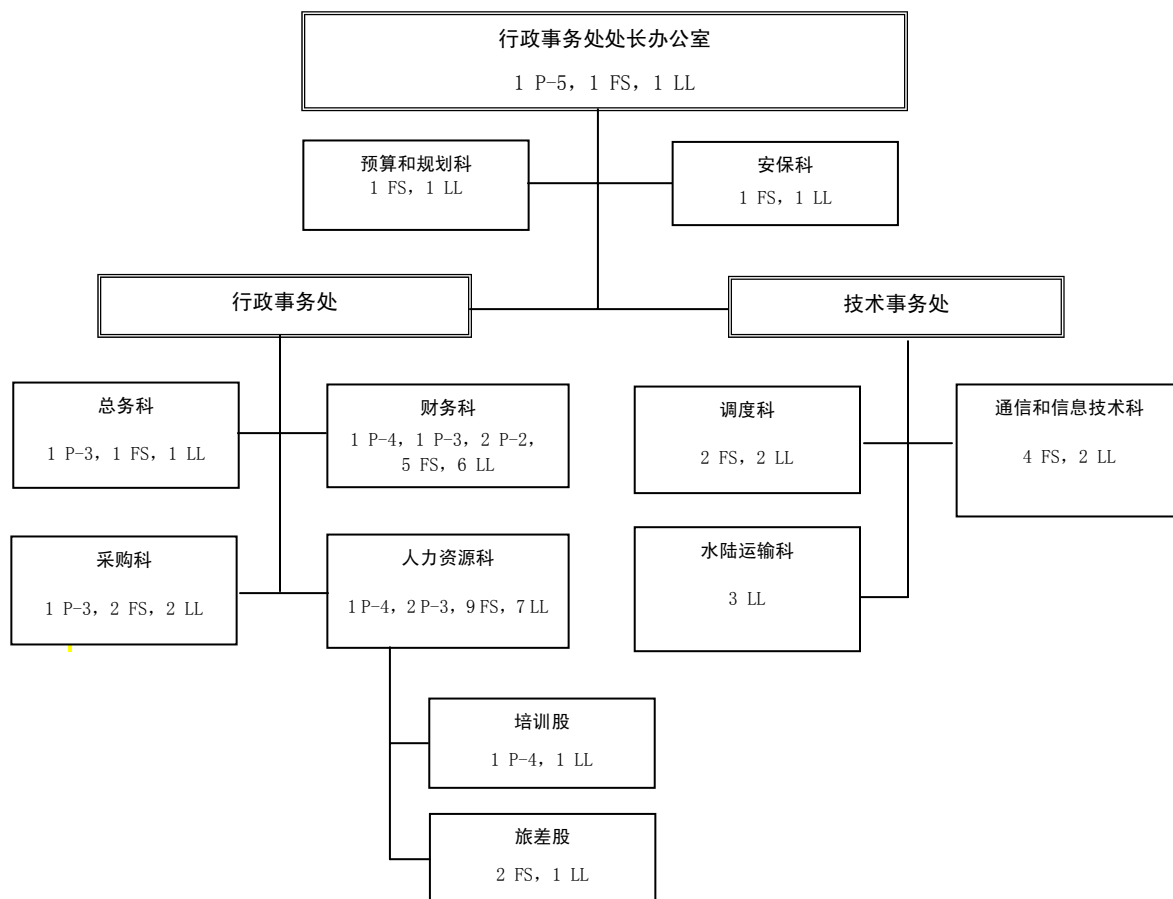 行政事务处处长办公室
1 P-5，1 FS，1 LL
预算和规划科
1 FS，1 LL
安保科
1 FS，1 LL
行政事务处
技术事务处
总务科
1 P-3，1 FS，1 LL
财务科
1 P-4，1 P-3，2 P-2，
5 FS，6 LL
调度科
2 FS，2 LL
通信和信息技术科
4 FS，2 LL
采购科
1 P-3，2 FS，2 LL
人力资源科
1 P-4，2 P-3，9 FS，7 LL
水陆运输科
3 LL
培训股
1 P-4，1 LL
旅差股
2 FS，1 LL